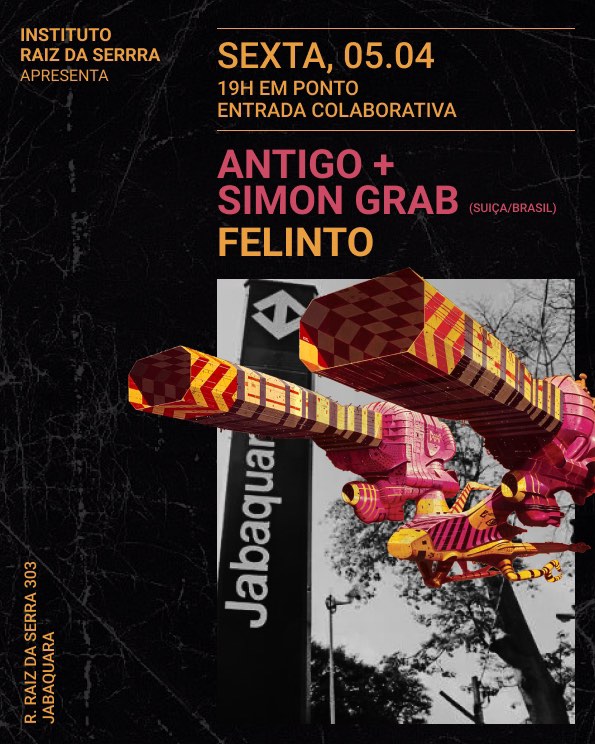 INSTITUTO
RAIZ DA SERRRA
APRESENTA
SEXTA, 05.04
19H EM PONTO
ENTRADA COLABORATIVA
ANTIGO +
SIMON GRAB (SUIÇA/BRASIL)
FELINTO
Jabaquara
R. RAIZ DA SERRA 303
JABAQUARA